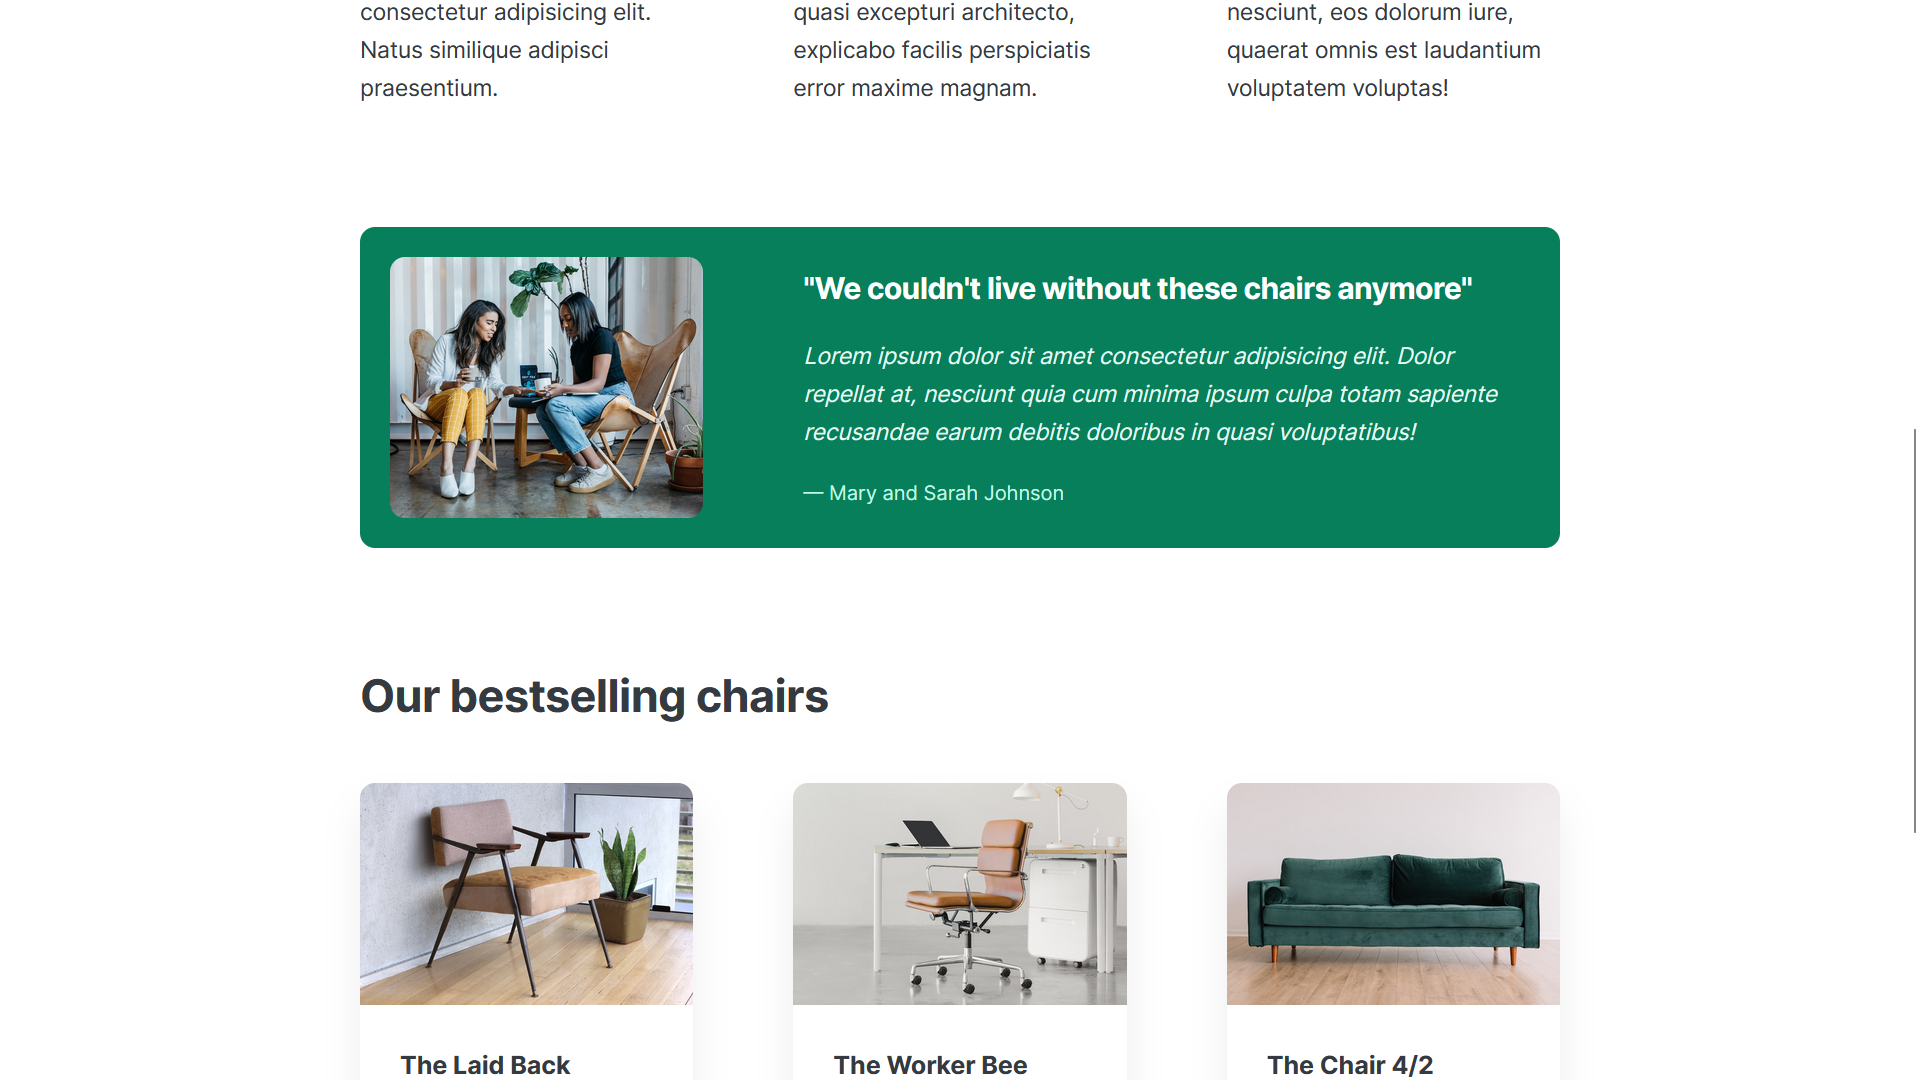 consectetur adipisicing elit.
Natus similique adipisci
praesentium.
quasi excepturi architecto,
explicabo facilis perspiciatis
error maxime magnam.
nesciunt, eos dolorum iure,
quaerat omnis est laudantium
voluptatem voluptas!
"We couldn't live without these chairs anymore"
Lorem ipsum dolor sit amet consectetur adipisicing elit. Dolor
repellat at, nesciunt quia cum minima ipsum culpa totam sapiente
recusandae earum debitis doloribus in quasi voluptatibus!
— Mary and Sarah Johnson
Our bestselling chairs
The Laid Back
The Worker Bee
The Chair 4/2